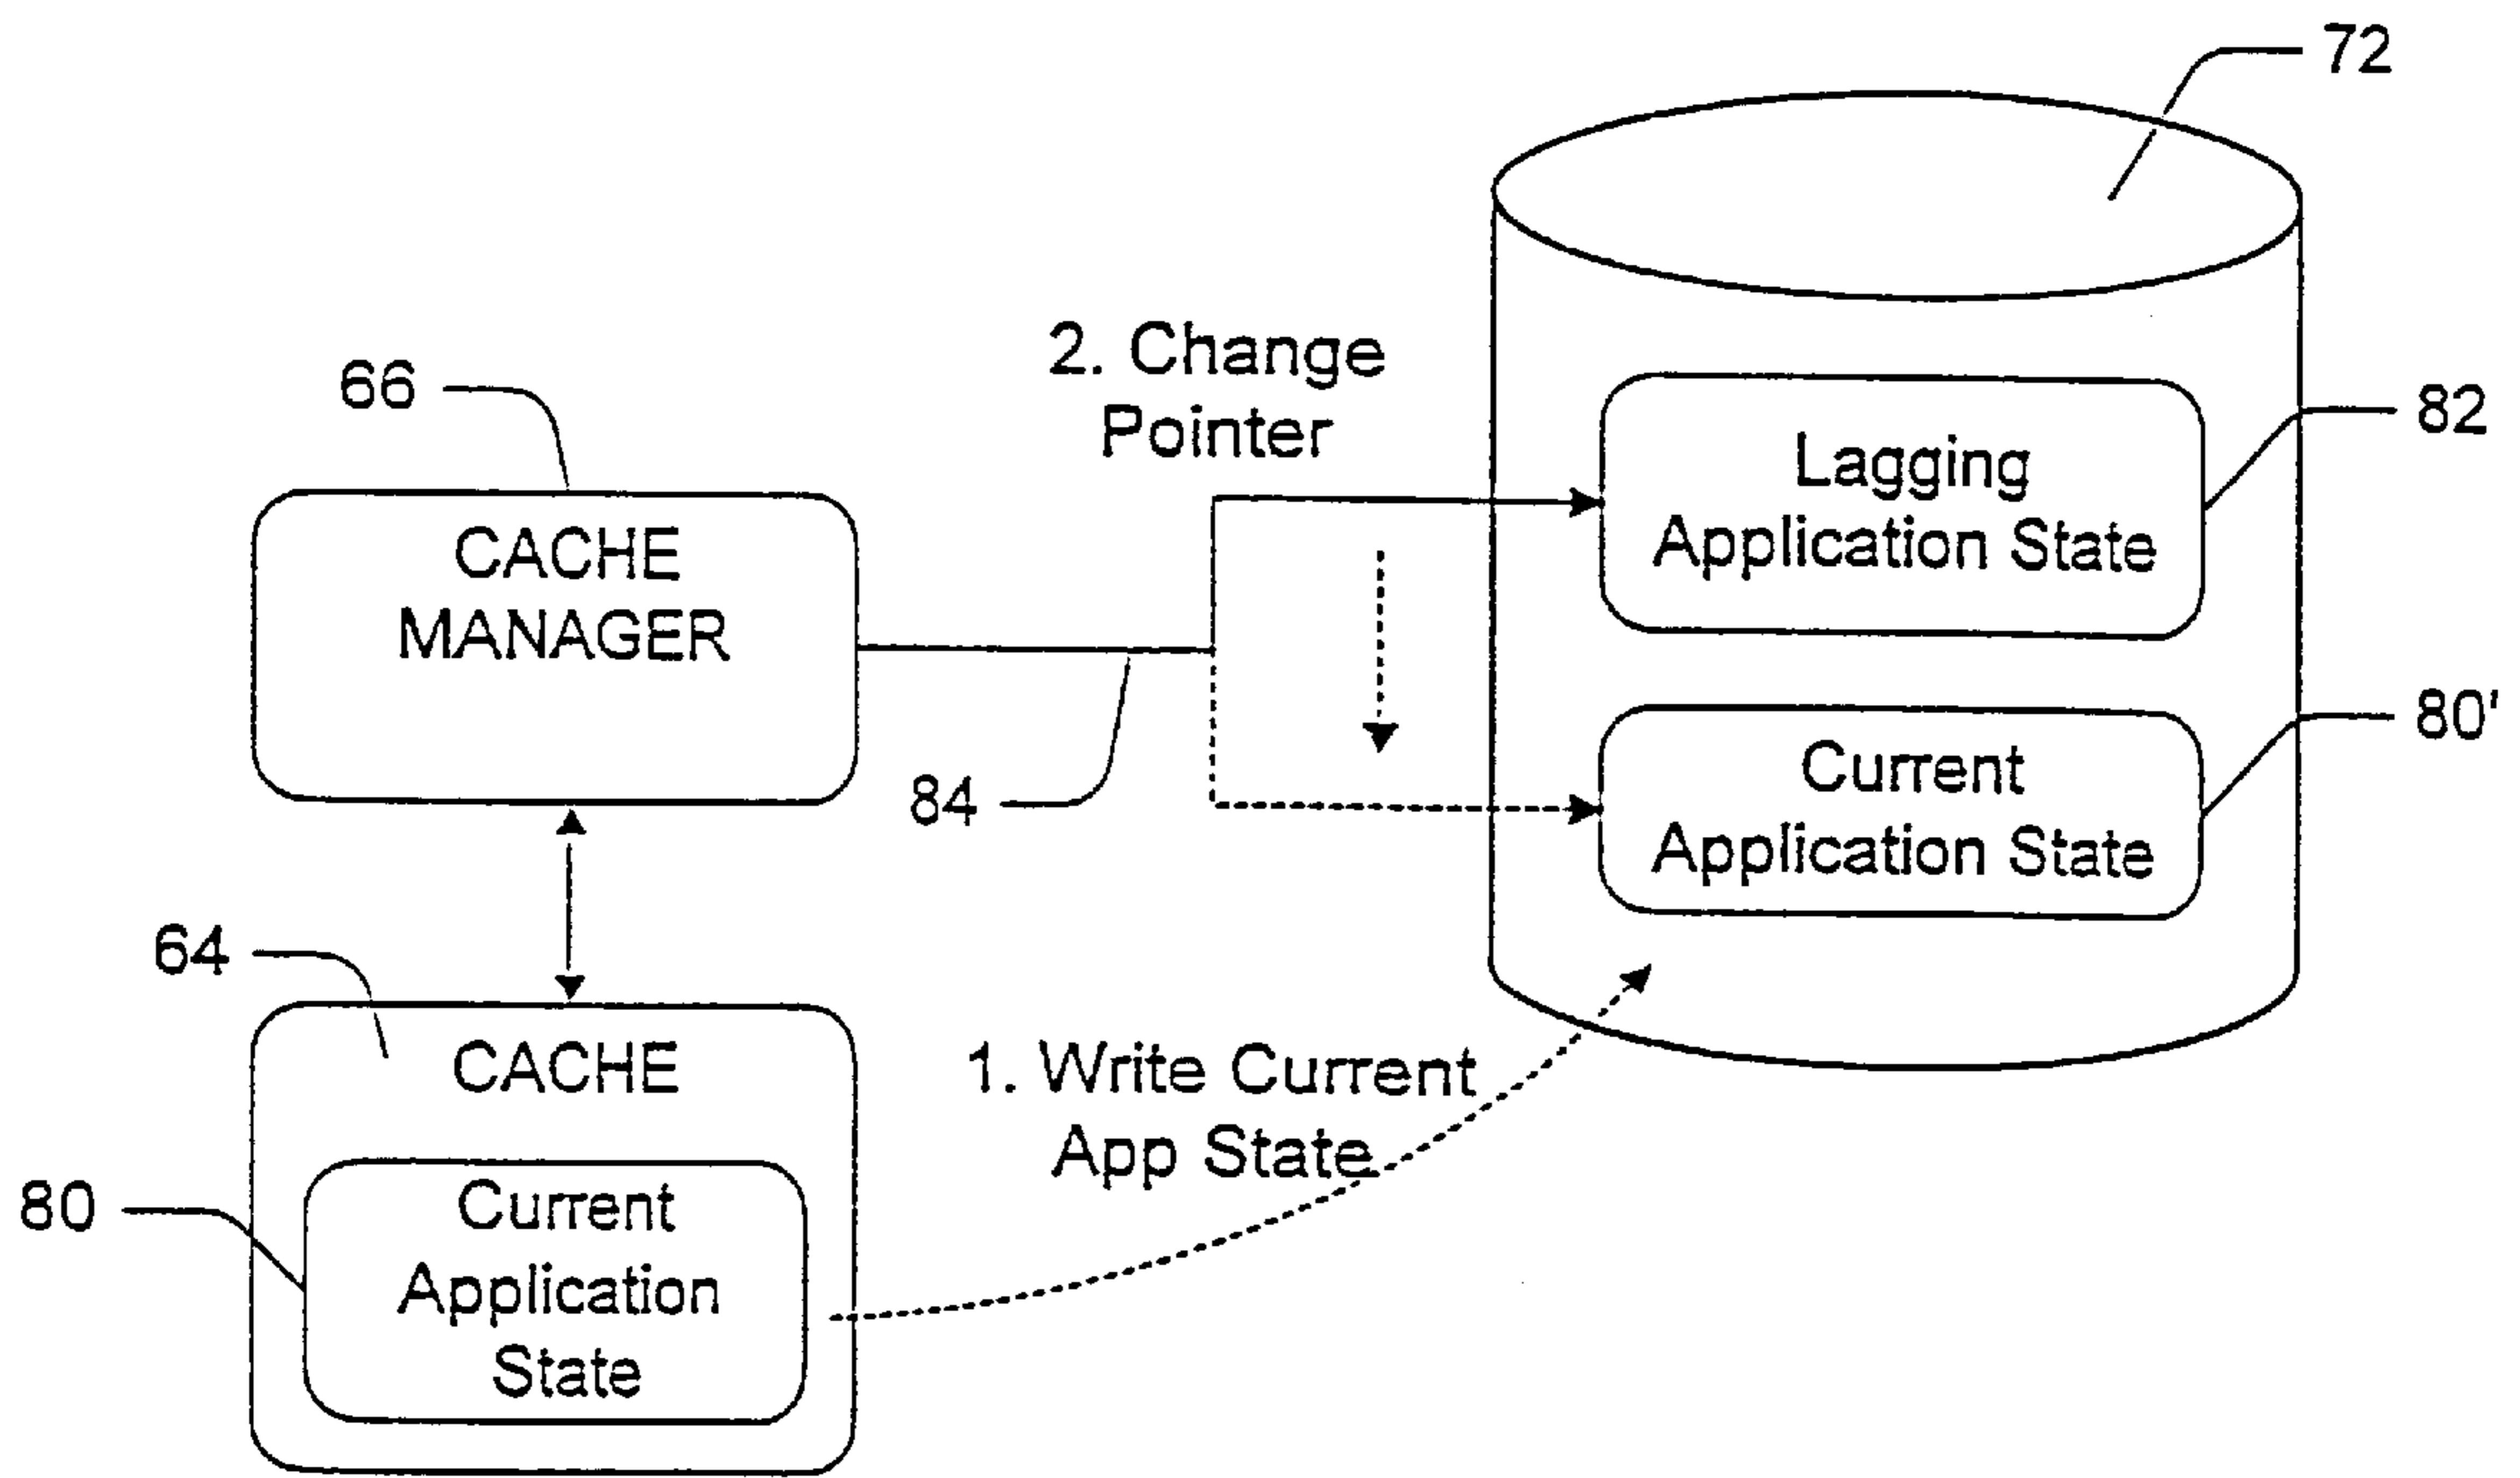 72
2. Change
Pointer
66
82
Lagging
Application State
CACHE
MANAGER
80'
Current
Application State
84
64
CACHE
1. Write Current
App State
80
Current
Application
State